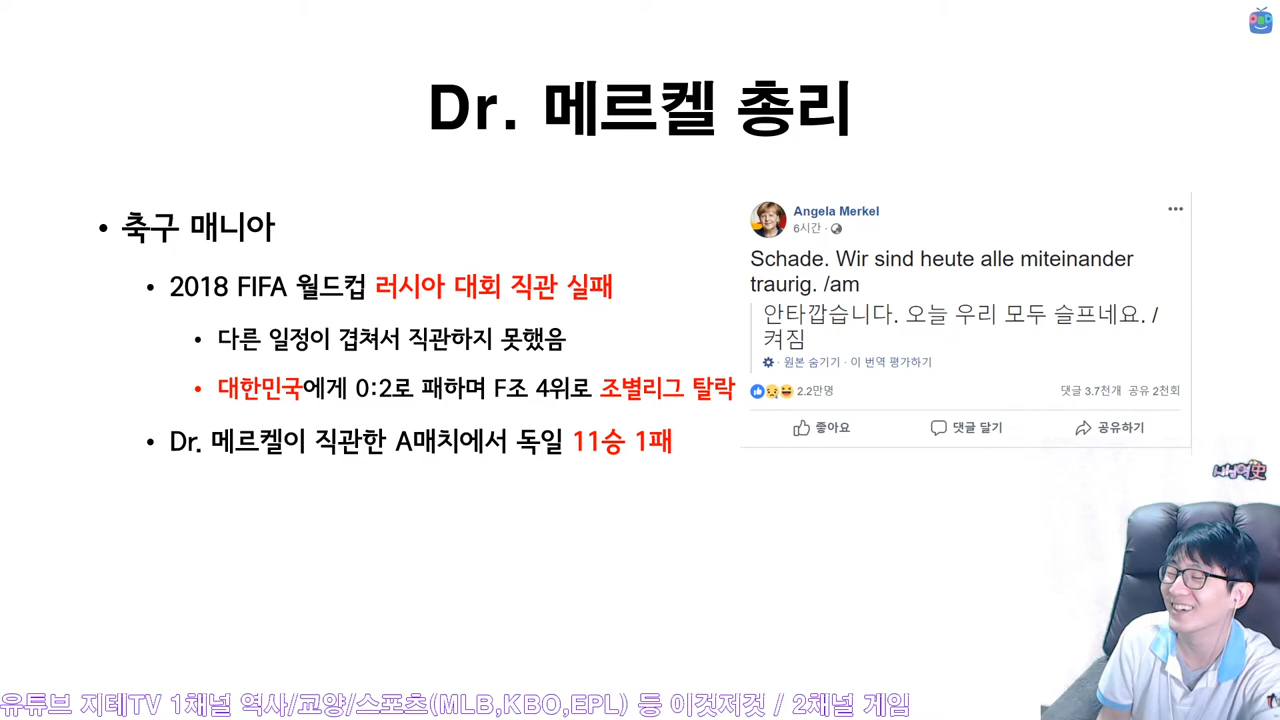 Dr. 메르켈 총리
• 축구 매니아
• 2018 FIFA 월드컵 러시아 대회 직관 실패
• 다른 일정이 겹쳐서 직관하지 못했음
• 대한민국에게 0:2로 패하며 F조 4위로 조별리그 탈락
• Dr. 메르켈이 직관한 A매치에서 독일 11승 1패
Angela Merkel
6시간 ·
Schade. Wir sind heute alle miteinander
traurig. /am
안타깝습니다. 오늘 우리 모두 슬프네요. /
켜짐
· 원본 숨기기 · 이 번역 평가하기
2.2만명 댓글 3.7천개 공유 2천회
좋아요 댓글 달기 공유하기
유튜브 지테TV 1채널 역사/교양/스포츠(MLB,KBO,EPL) 등 이것저것 / 2채널 게임